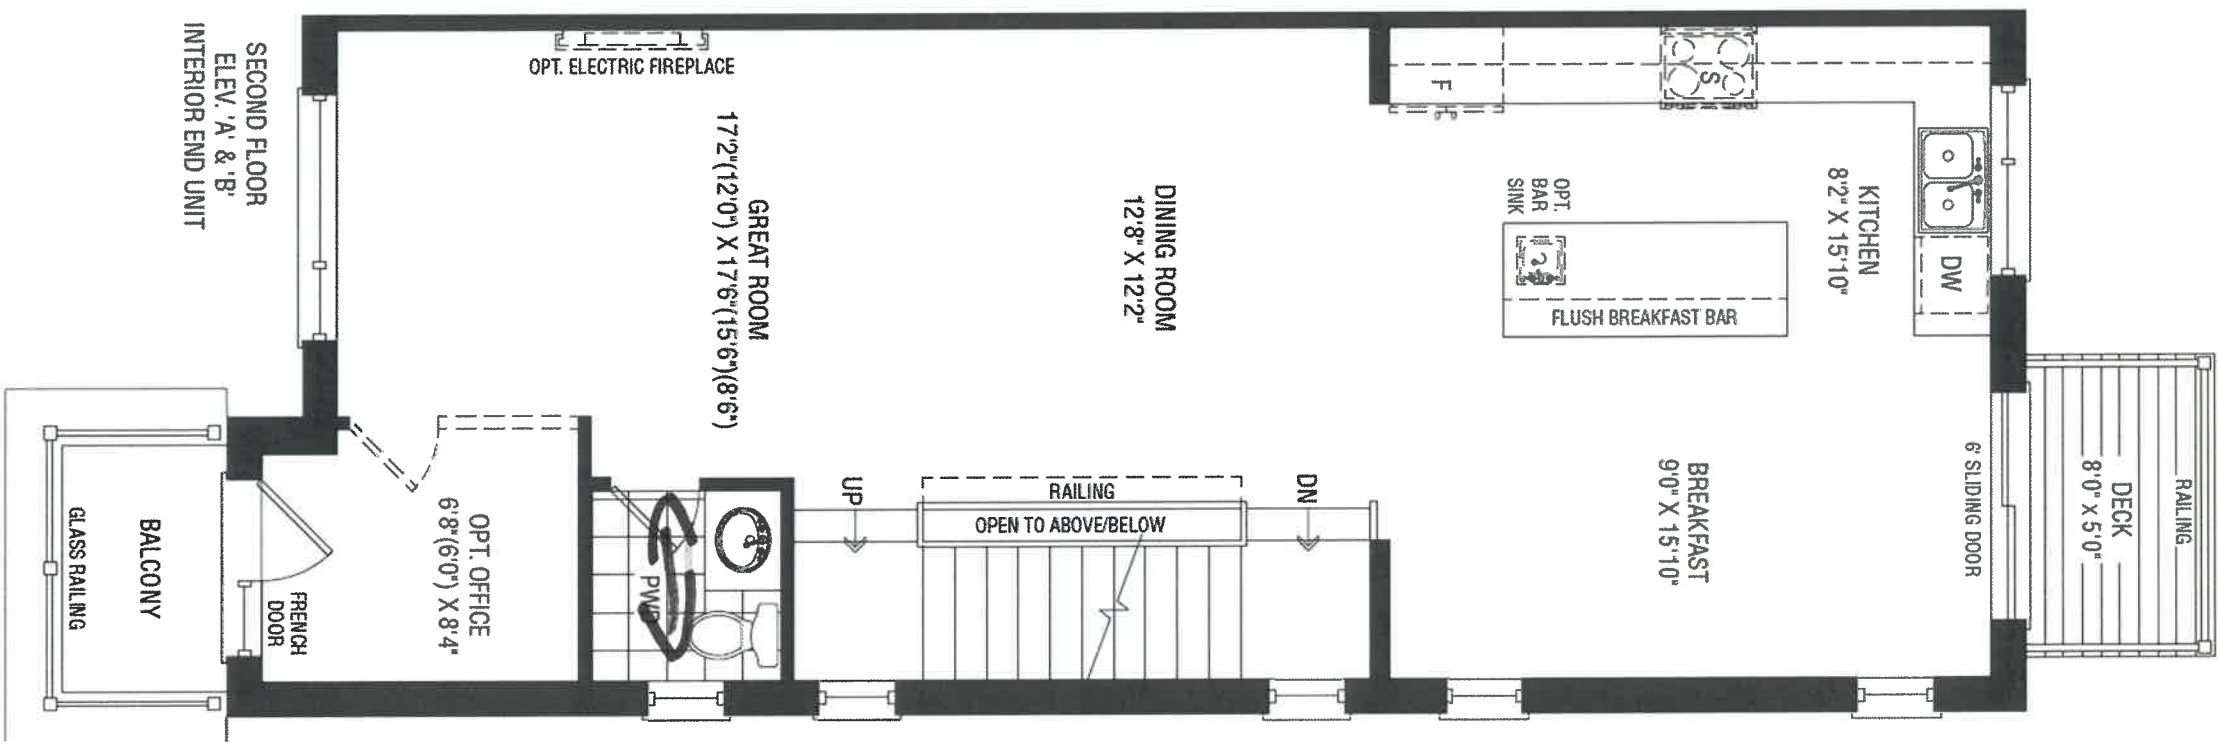 SECOND FLOOR
ELEV. 'A' & 'B'
INTERIOR END UNIT
OPT. ELECTRIC FIREPLACE
GREAT ROOM
17'2"(12'0") X 17'6"(15'6")(8'6")
DINING ROOM
12'8" X 12'2"
F
S
OPT.
BAR
SINK
FLUSH BREAKFAST BAR
KITCHEN
8'2" X 15'10"
DW
BREAKFAST
9'0" X 15'10"
6' SLIDING DOOR
RAILING
DECK
8'0" X 5'0"
UP
RAILING
OPEN TO ABOVE/BELOW
DN
PWD
OPT. OFFICE
6'8"(6'0") X 8'4"
FRENCH
DOOR
BALCONY
GLASS RAILING